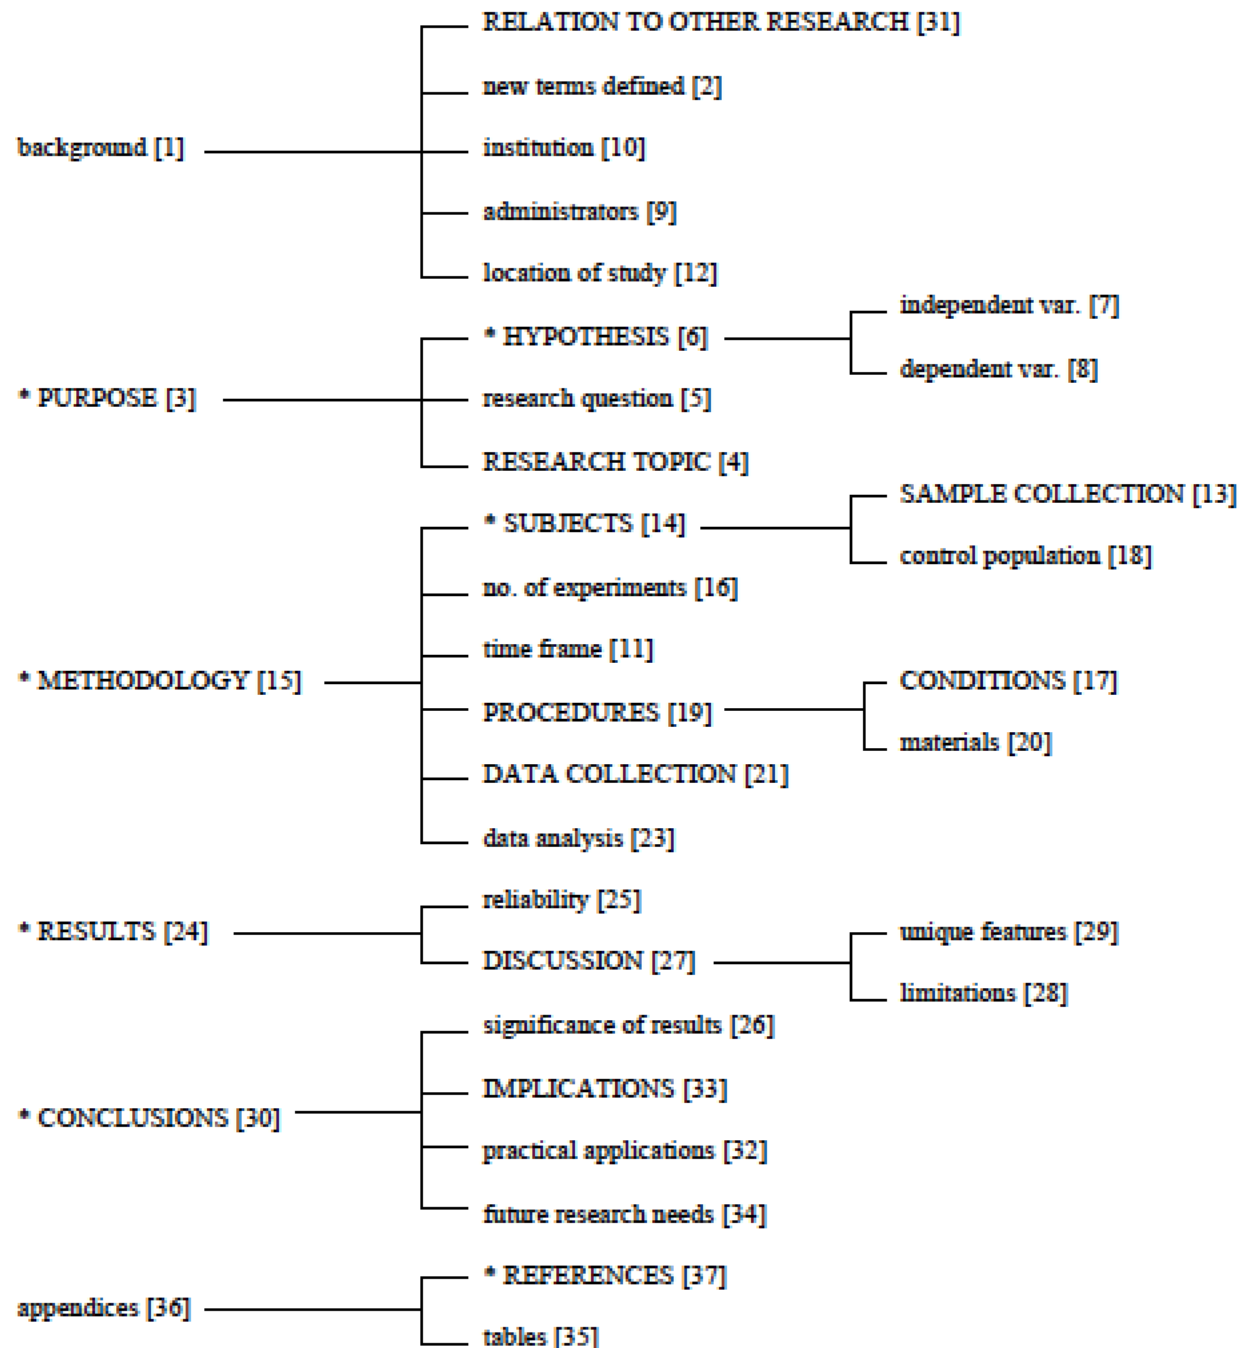 RELATION TO OTHER RESEARCH [31]
new terms defined [2]
background [1]
institution [10]
administrators [9]
location of study [12]
independent var. [7]
* HYPOTHESIS [6]
dependent var. [8]
* PURPOSE [3]
research question [5]
RESEARCH TOPIC [4]
SAMPLE COLLECTION [13]
* SUBJECTS [14]
control population [18]
no. of experiments [16]
time frame [11]
* METHODOLOGY [15]
CONDITIONS [17]
PROCEDURES [19]
materials [20]
DATA COLLECTION [21]
data analysis [23]
reliability [25]
* RESULTS [24]
unique features [29]
DISCUSSION [27]
limitations [28]
significance of results [26]
IMPLICATIONS [33]
* CONCLUSIONS [30]
practical applications [32]
future research needs [34]
* REFERENCES [37]
appendices [36]
tables [35]